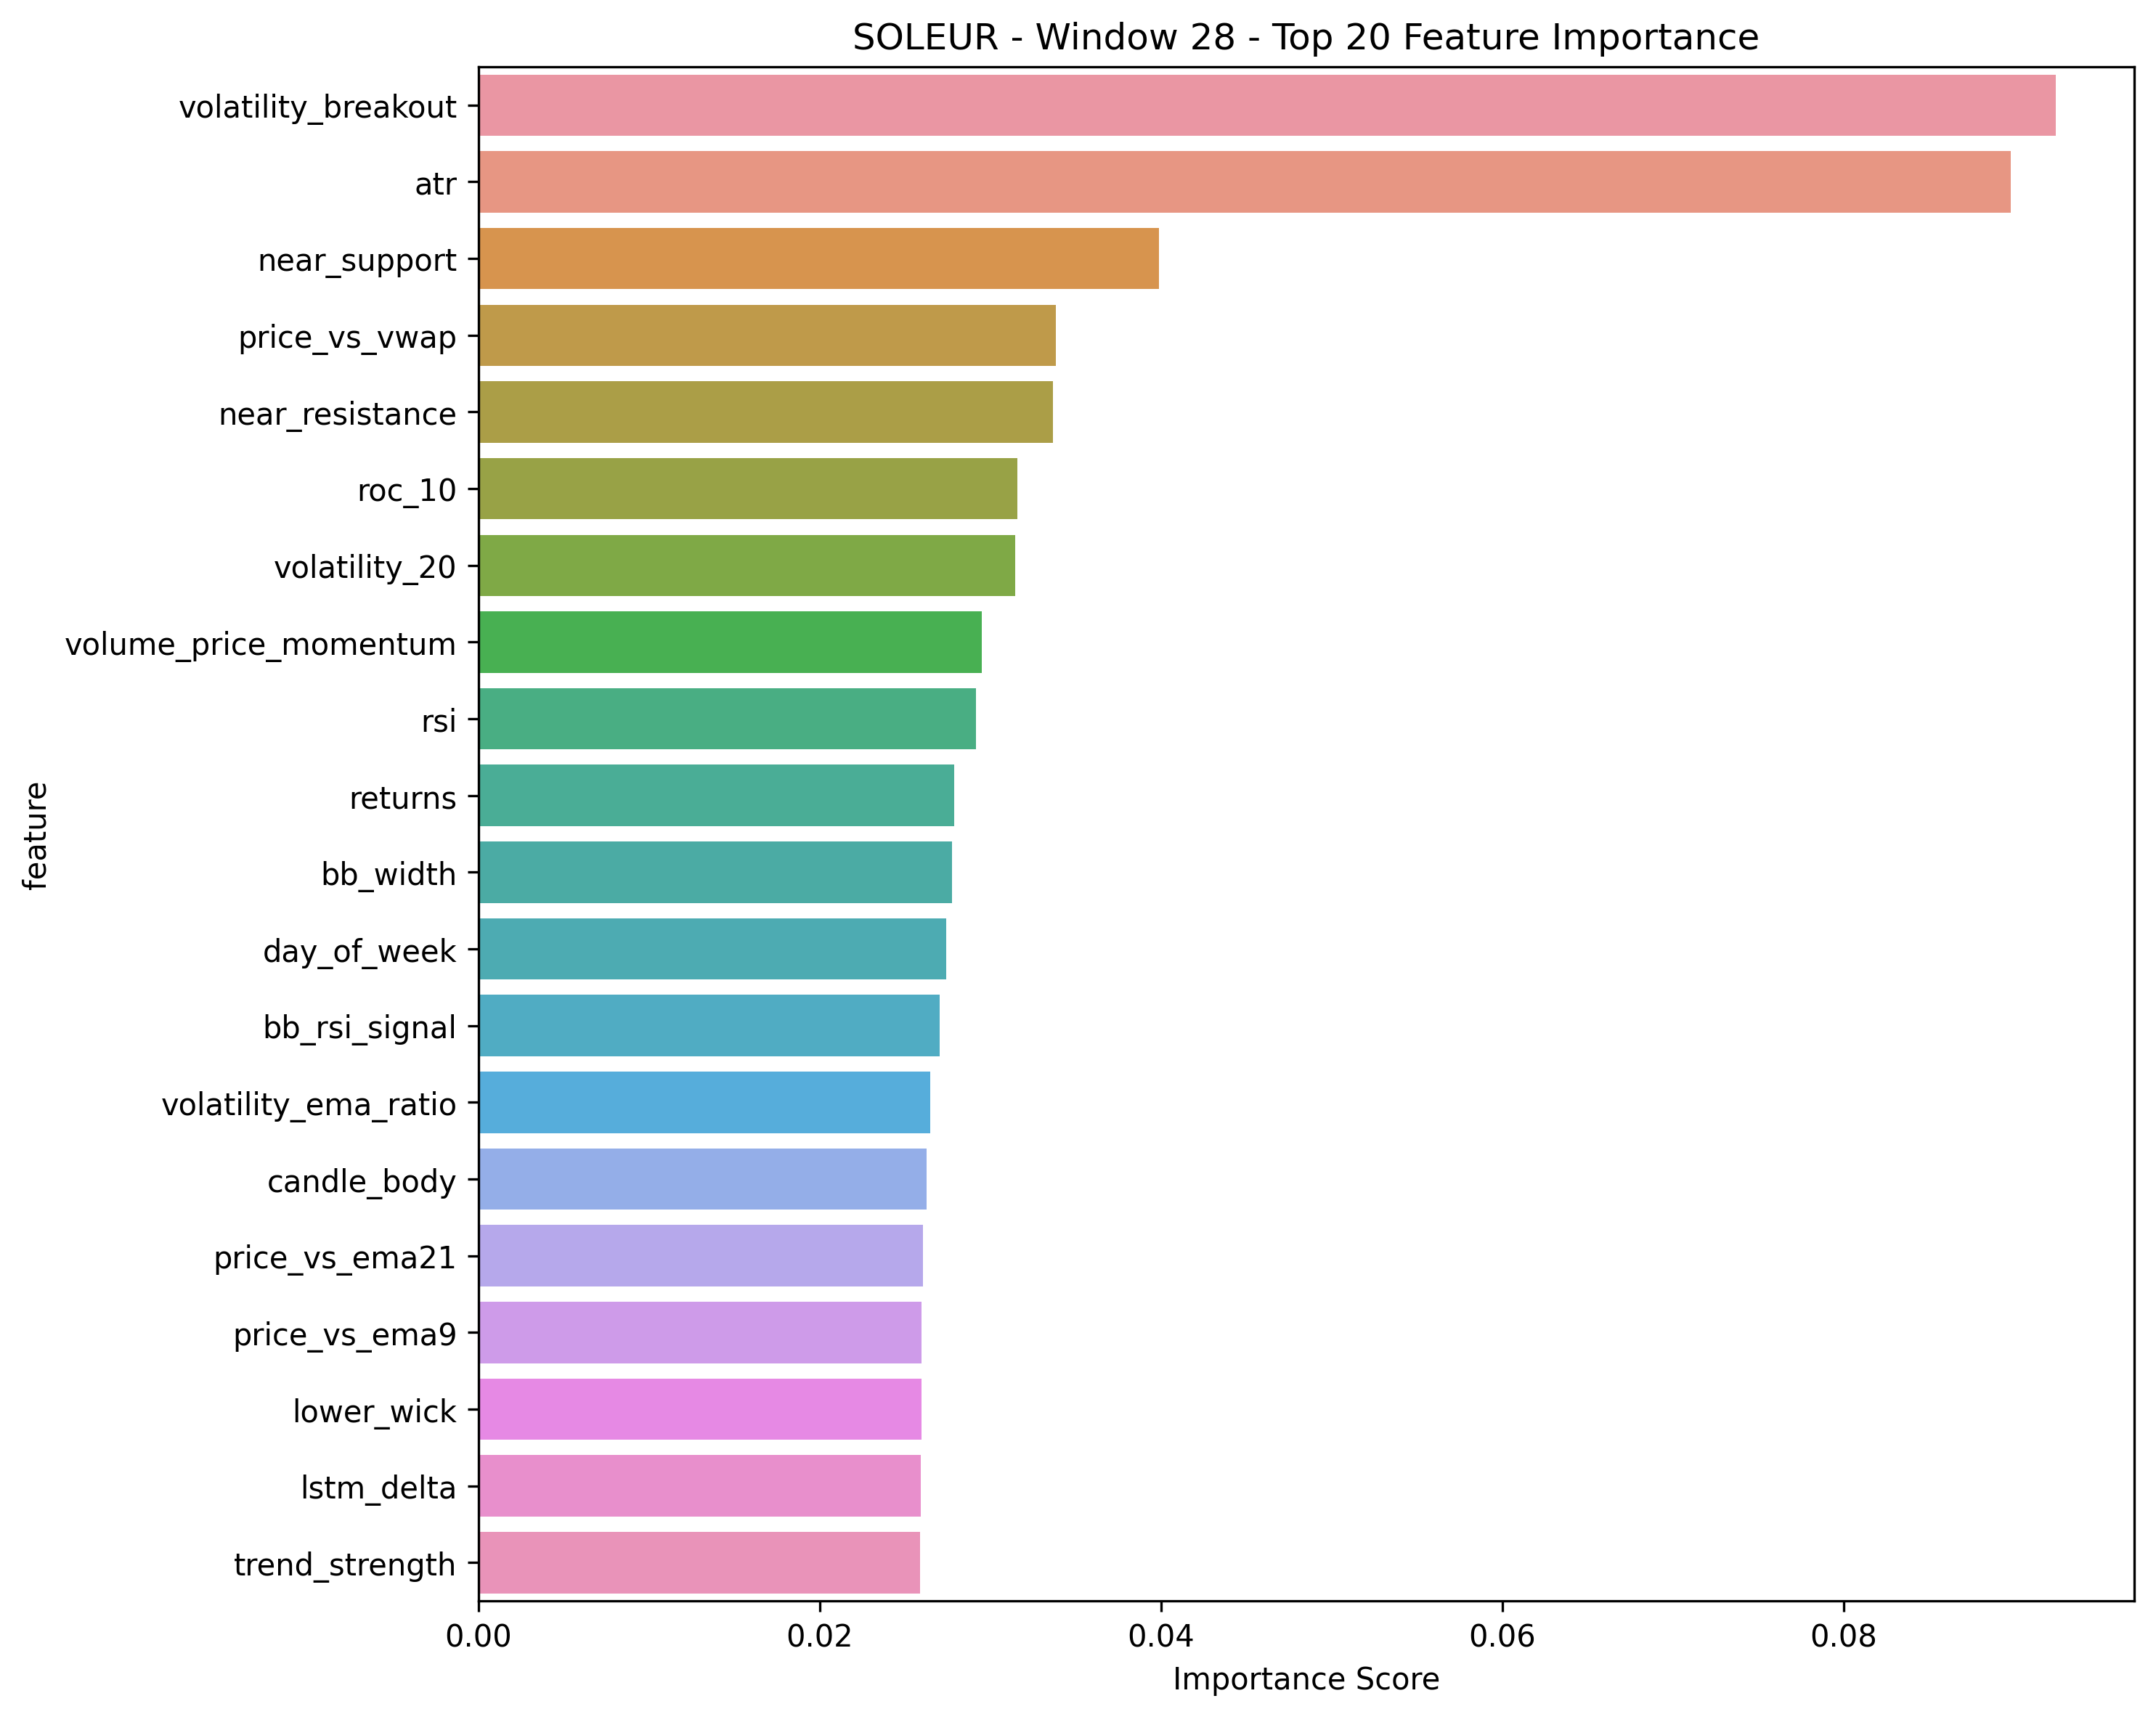 SOLEUR - Window 28 - Top 20 Feature Importance
volatility_breakout
atr
near_support
price_vs_vwap
near_resistance
roc_10
volatility_20
volume_price_momentum
rsi
returns
bb_width
day_of_week
bb_rsi_signal
volatility_ema_ratio
candle_body
price_vs_ema21
price_vs_ema9
lower_wick
lstm_delta
trend_strength
feature
0.00 0.02 0.04 0.06 0.08
Importance Score